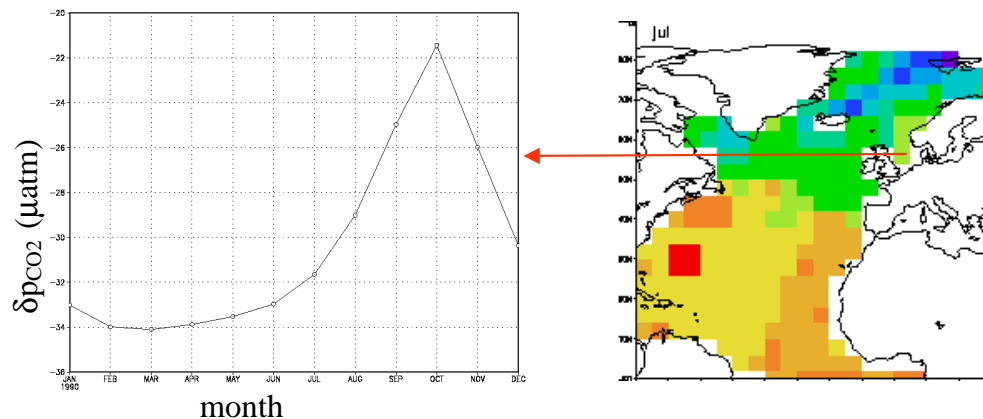 -20
-22
-24
-26
-28
-30
-32
-34
-36
JAN
1990
FEB
MAR
APR
MAY
JUN
JUL
AUG
SEP
OCT
NOV
DEC
δpCO2 (µatm)
month
Jul